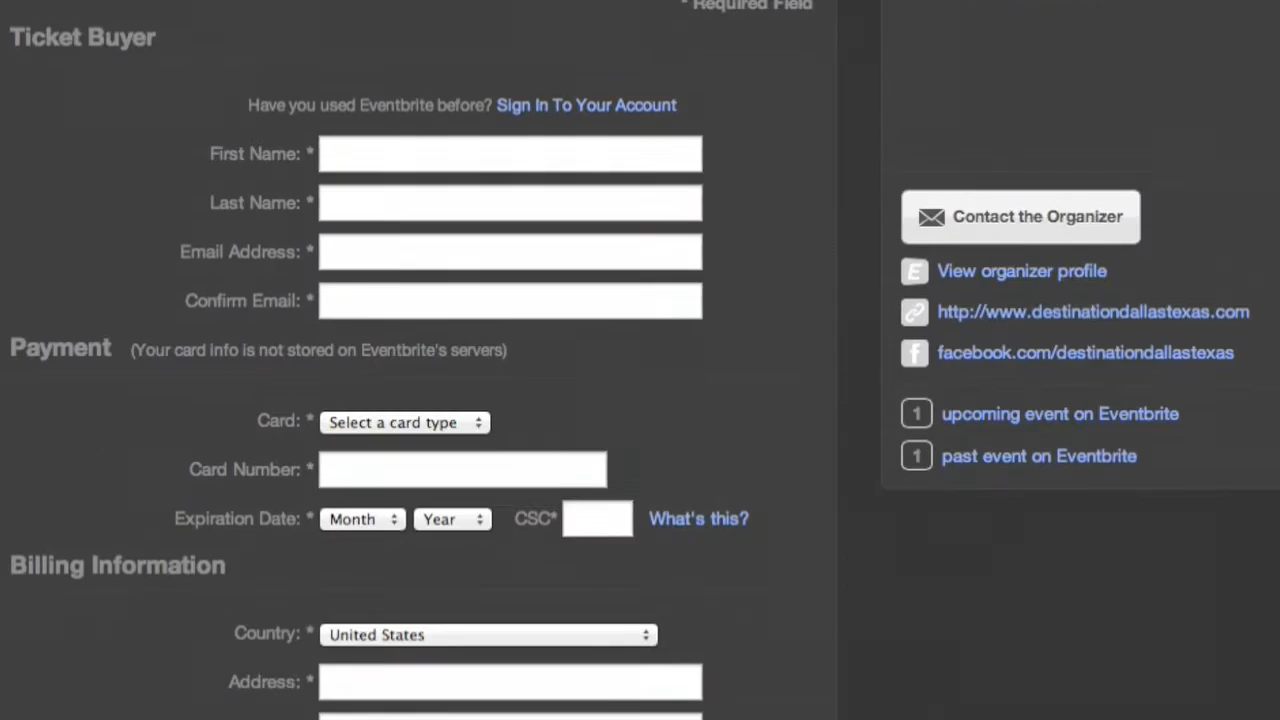 * Required Field
Ticket Buyer
Have you used Eventbrite before? Sign In To Your Account
First Name: *
Last Name: *
Email Address: *
Confirm Email: *
Payment (Your card info is not stored on Eventbrite's servers)
Card: * Select a card type
Card Number: *
Expiration Date: * Month Year CSC* What's this?
Billing Information
Country: * United States
Address: *
Contact the Organizer
E View organizer profile
http://www.destinationdallastexas.com
f facebook.com/destinationdallastexas
1 upcoming event on Eventbrite
1 past event on Eventbrite